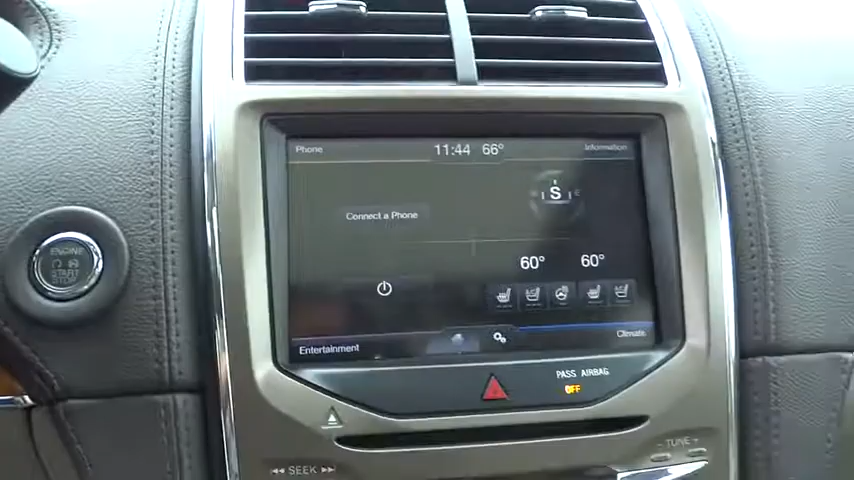 Phone
11:44 66°
Information
Connect a Phone
S
E
60° 60°
ENGINE
START
STOP
Entertainment
Climate
PASS AIRBAG
OFF
SEEK
- TUNE +